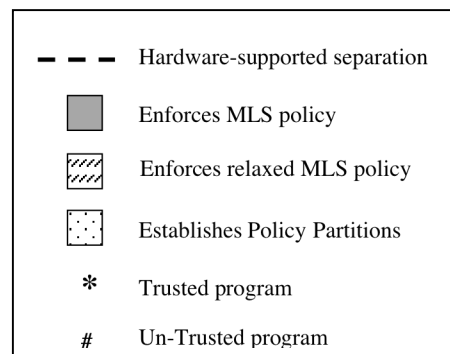 Hardware-supported separation
Enforces MLS policy
Enforces relaxed MLS policy
Establishes Policy Partitions
* Trusted program
# Un-Trusted program